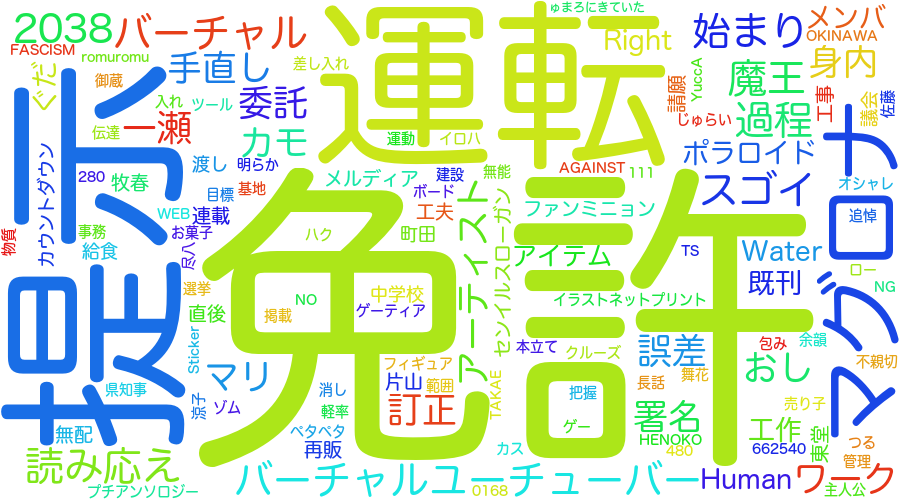 ゅまろにきていた
2038
バーチャル
FASCISM
romuromu
手直し
差し入れ
運転
Right
始まり
メンバ
OKINAWA
身内
ぐだ
御蔵
入れ
ツール
委託
YuccA
請願
魔王
工事
議会
佐藤
提示
伝達
一瀬
カモ
運動
イロハ
じゅらい
過程
マグロナ
カウントダウン
280
牧春
渡し
明らか
メルディア
建設
無能
AGAINST
111
ポラロイド
目標
基地
ボード
スゴイ
オシャレ
物質
事務
給食
WEB
連載
お菓子
尽八
ハク
工夫
町田
アーティスト
センイルスローガン
ファンミニョン
追悼
免許
アイテム
TS
Water
既刊
ロー
NG
選挙
直後
NO
掲載
中学校
ゲーティア
イラストネットプリント
Sticker
本立て
クルーズ
誤差
包み
余韻
おし
不親切
県知事
マリ
フィギュア
片山
範囲
舞花
長話
涼子
ゾム
消し
軽率
訂正
TAKAE
把握
ゲー
署名
HENOKO
売り子
無配
ペタペタ
再販
カス
480
工作
662540
東堂
つる
管理
読み応え
プチアンソロジー
バーチャルユーチューバー
0168
Human
ワーク
主人公